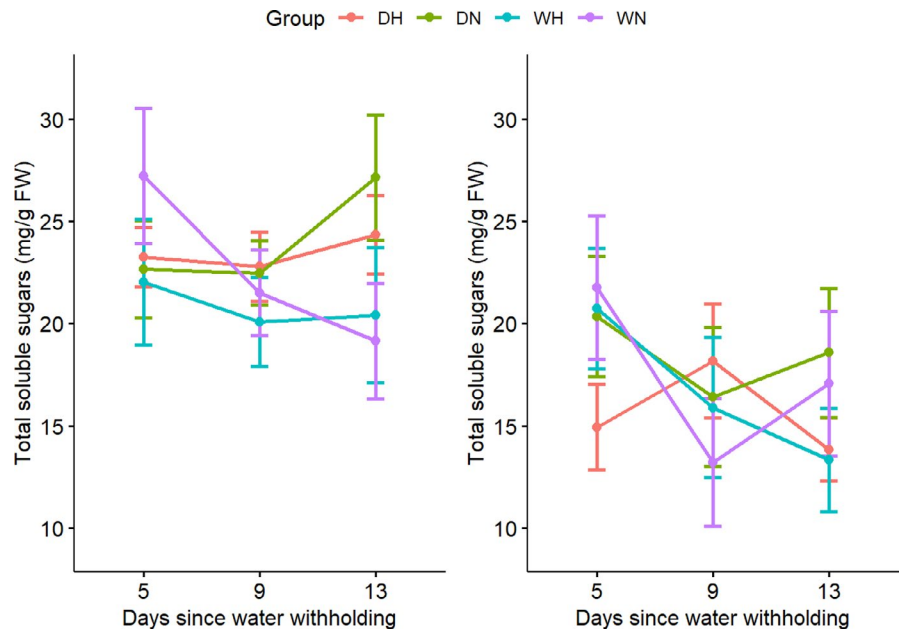 Group DH DN WH WN
Total soluble sugars (mg/g FW)
30
25
20
15
10
5 9 13
Days since water withholding
Total soluble sugars (mg/g FW)
30
25
20
15
10
5 9 13
Days since water withholding